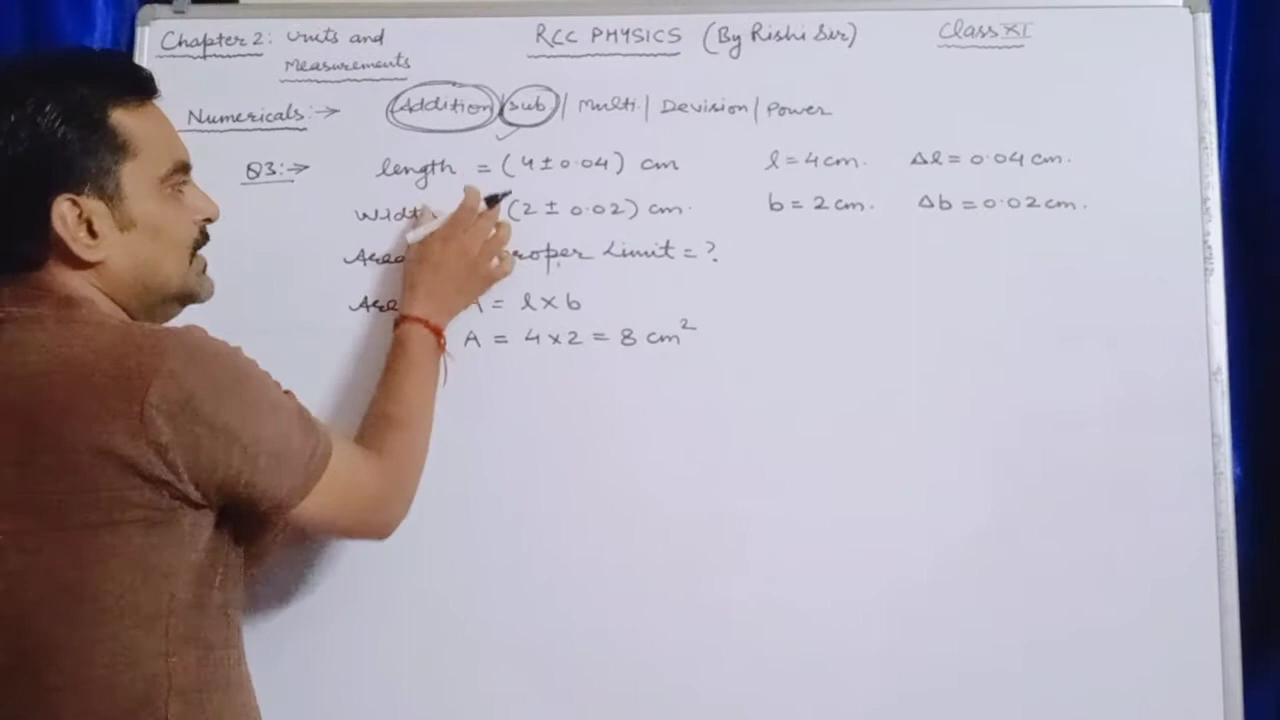 Chapter 2: Units and Measurements
RCC PHYSICS (By Rishi Sir)
Class XI
Numericals:→ Addition / Sub / Multi. / Devision / Power
Q3:→ length = (4 ± 0.04) cm l = 4 cm. Δl = 0.04 cm.
(2 ± 0.02) cm. b = 2 cm. Δb = 0.02 cm.
Limit = ?
A = l × b
A = 4 × 2 = 8 cm²